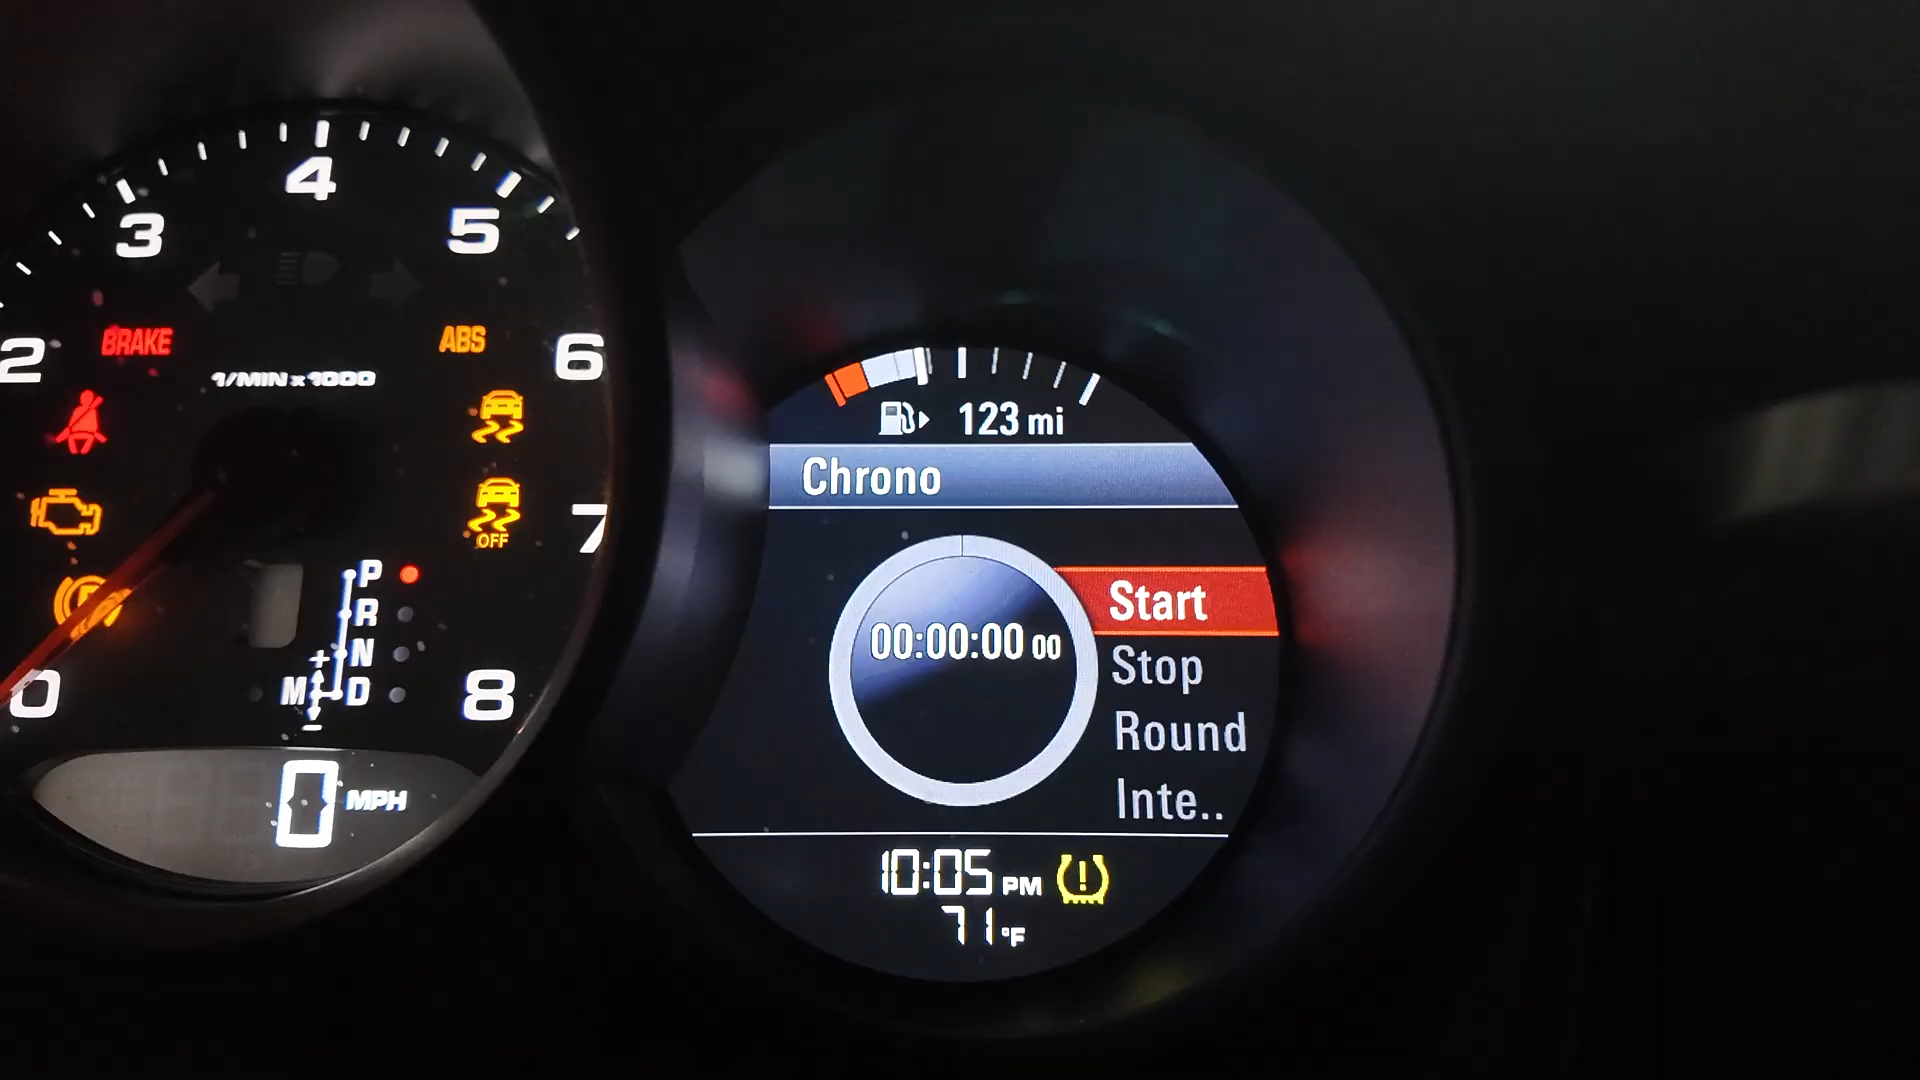 4
3
5
2
6
BRAKE
ABS
1/MIN x 1000
7
OFF
P
R
+ N
M D
-
0
8
0 MPH
123 mi
Chrono
00:00:00 00
Start
Stop
Round
Inte..
10:05 PM
71 °F